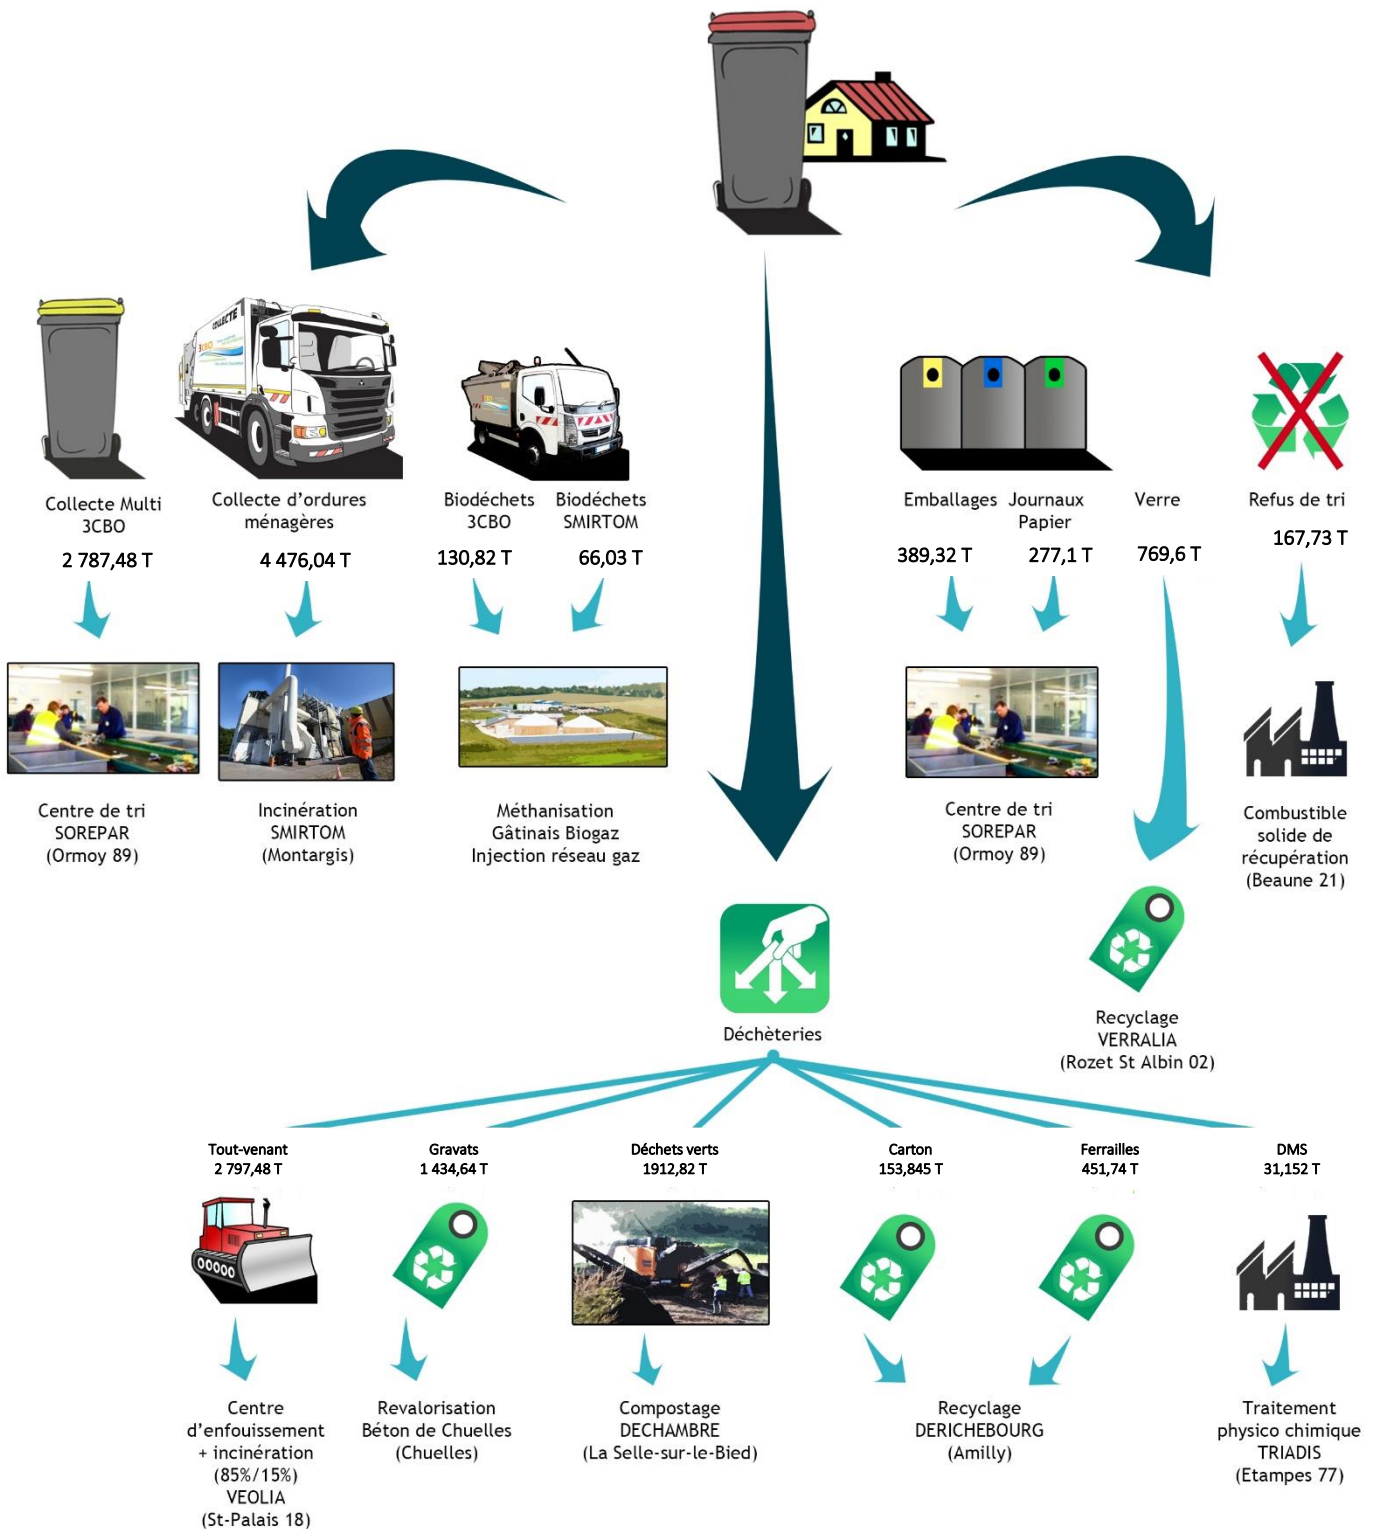 COLLECTE
3CBO
3CBO
Collecte Multi
3CBO
2 787,48 T
Collecte d'ordures
ménagères
4 476,04 T
Biodéchets
3CBO
130,82 T
Biodéchets
SMIRTOM
66,03 T
Emballages
389,32 T
Journaux
Papier
277,1 T
Verre
769,6 T
Refus de tri
167,73 T
Centre de tri
SOREPAR
(Ormoy 89)
Incinération
SMIRTOM
(Montargis)
Méthanisation
Gâtinais Biogaz
Injection réseau gaz
Centre de tri
SOREPAR
(Ormoy 89)
Combustible
solide de
récupération
(Beaune 21)
Recyclage
VERRALIA
(Rozet St Albin 02)
Déchèteries
Tout-venant
2 797,48 T
Gravats
1 434,64 T
Déchets verts
1912,82 T
Carton
153,845 T
Ferrailles
451,74 T
DMS
31,152 T
Centre
d'enfouissement
+ incinération
(85%/15%)
VEOLIA
(St-Palais 18)
Revalorisation
Béton de Chuelles
(Chuelles)
Compostage
DECHAMBRE
(La Selle-sur-le-Bied)
Recyclage
DERICHEBOURG
(Amilly)
Traitement
physico chimique
TRIADIS
(Etampes 77)